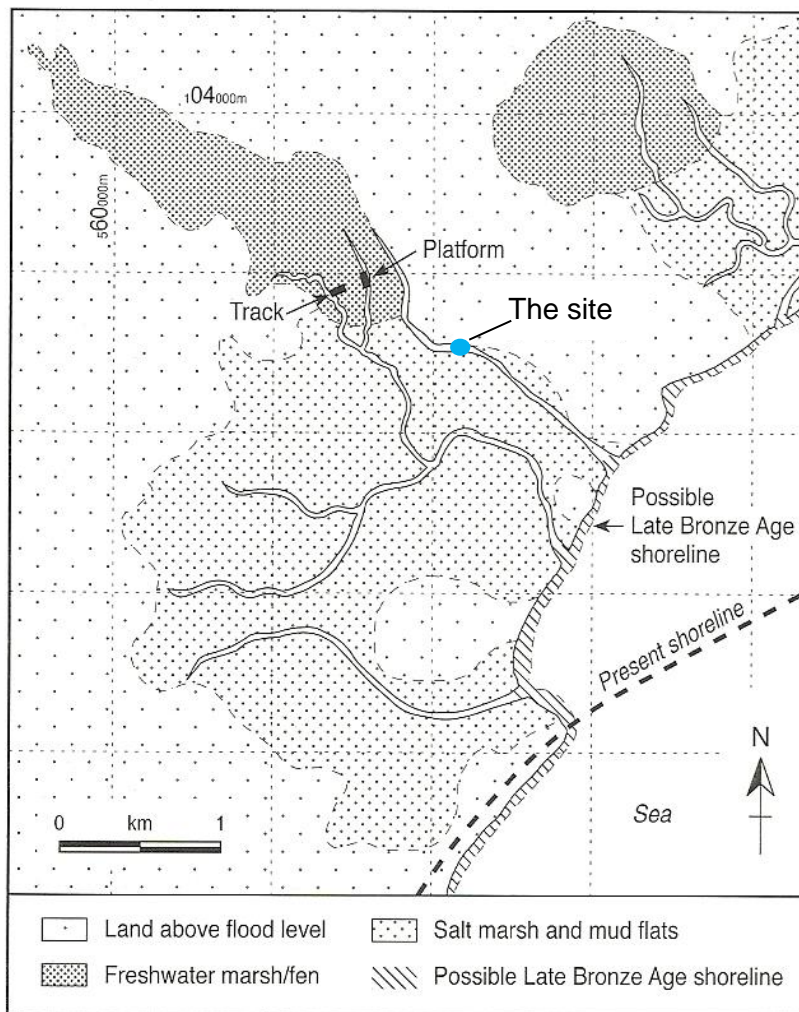 104000m
560000m
Platform
Track
The site
Possible
Late Bronze Age
shoreline
Present shoreline
N
0 km 1
Sea
Land above flood level
Salt marsh and mud flats
Freshwater marsh/fen
Possible Late Bronze Age shoreline